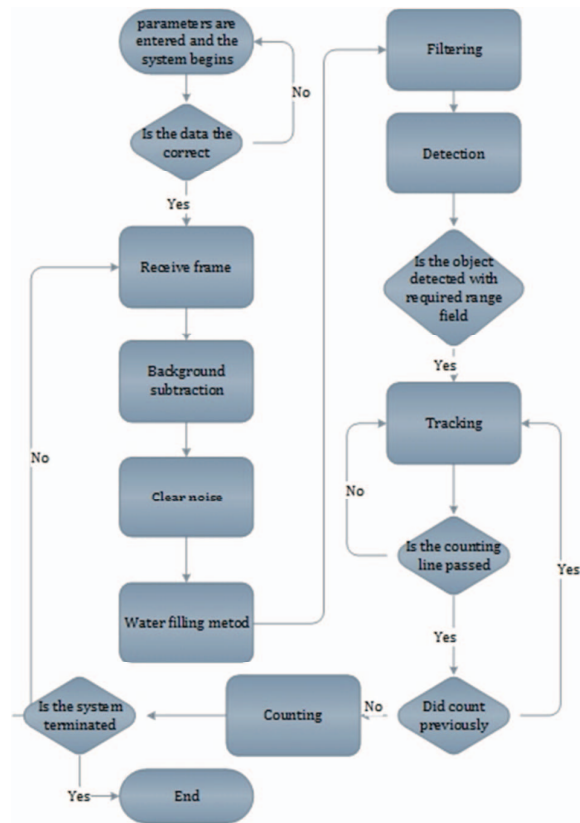 parameters are
entered and the
system begins
No
Is the data the
correct
Yes
Receive frame
Background
subtraction
Clear noise
Water filling metod
No
Is the system
terminated
Yes
End
Filtering
Detection
Is the object
detected with
required range
field
Yes
Tracking
No
Is the counting
line passed
Yes
Yes
Did count
previously
No
Counting